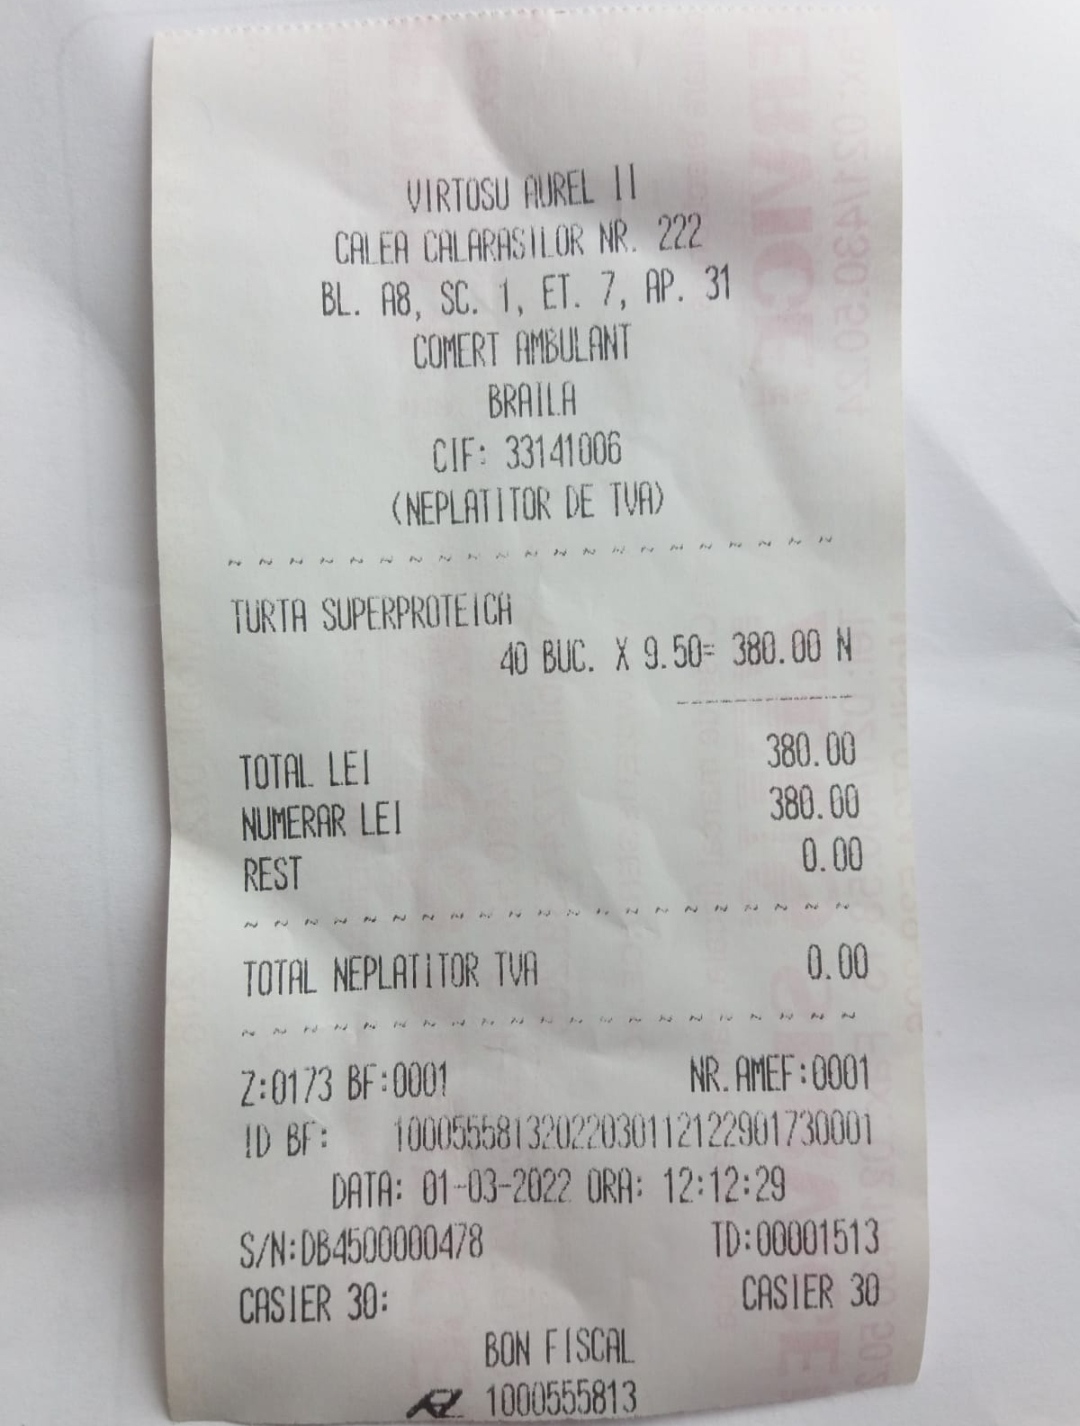 VIRTOSU AUREL II
CALEA CALARASILOR NR. 222
BL. A8, SC. 1, ET. 7, AP. 31
COMERT AMBULANT
BRAILA
CIF: 33141006
(NEPLATITOR DE TVA)
~ ~ ~ ~ ~ ~ ~ ~ ~ ~ ~ ~ ~ ~ ~ ~ ~ ~ ~ ~ ~
TURTA SUPERPROTEICA
40 BUC. X 9.50= 380.00 N
------------
TOTAL LEI 380.00
NUMERAR LEI 380.00
REST 0.00
~ ~ ~ ~ ~ ~ ~ ~ ~ ~ ~ ~ ~ ~ ~ ~ ~ ~ ~ ~ ~
TOTAL NEPLATITOR TVA 0.00
~ ~ ~ ~ ~ ~ ~ ~ ~ ~ ~ ~ ~ ~ ~ ~ ~ ~ ~ ~ ~
Z:0173 BF:0001 NR.AMEF:0001
ID BF: 10005558132022030112122901730001
DATA: 01-03-2022 ORA: 12:12:29
S/N:DB4500000478 TD:00001513
CASIER 30: CASIER 30
BON FISCAL
1000555813